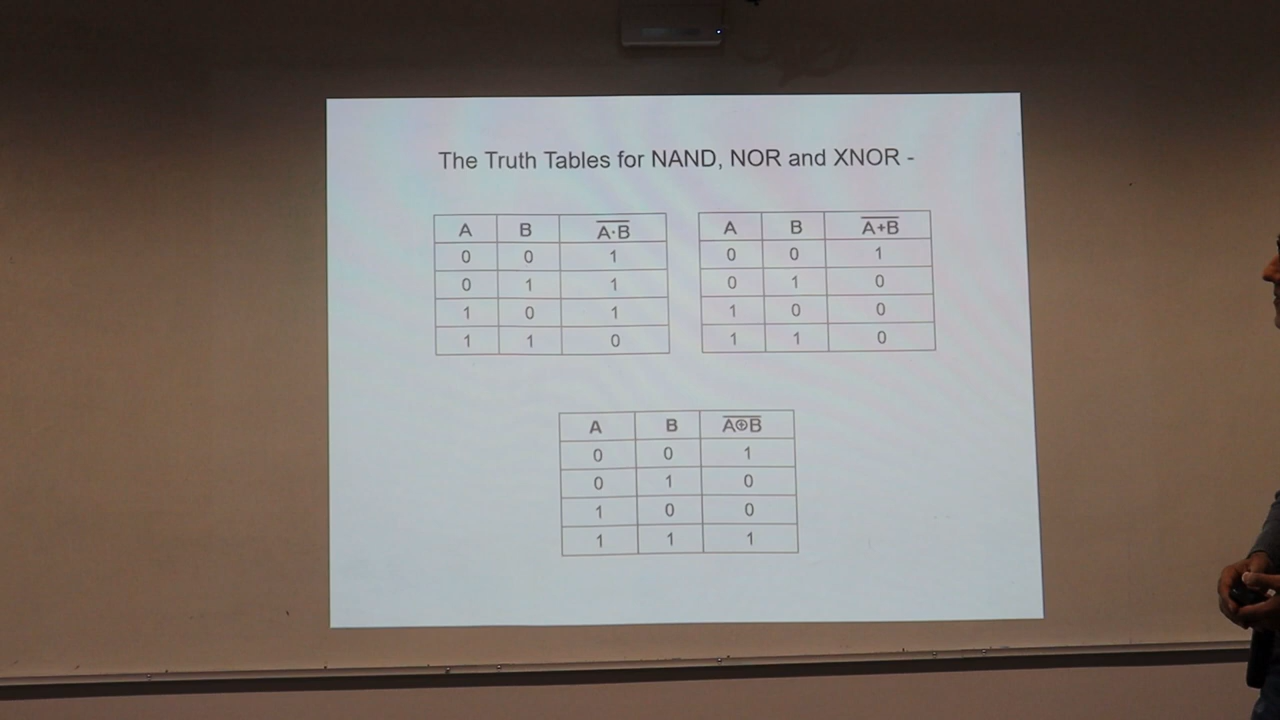 The Truth Tables for NAND, NOR and XNOR -
A B A̅·̅B̅
0 0 1
0 1 1
1 0 1
1 1 0
A B A̅+̅B̅
0 0 1
0 1 0
1 0 0
1 1 0
A B A̅⊕̅B̅
0 0 1
0 1 0
1 0 0
1 1 1